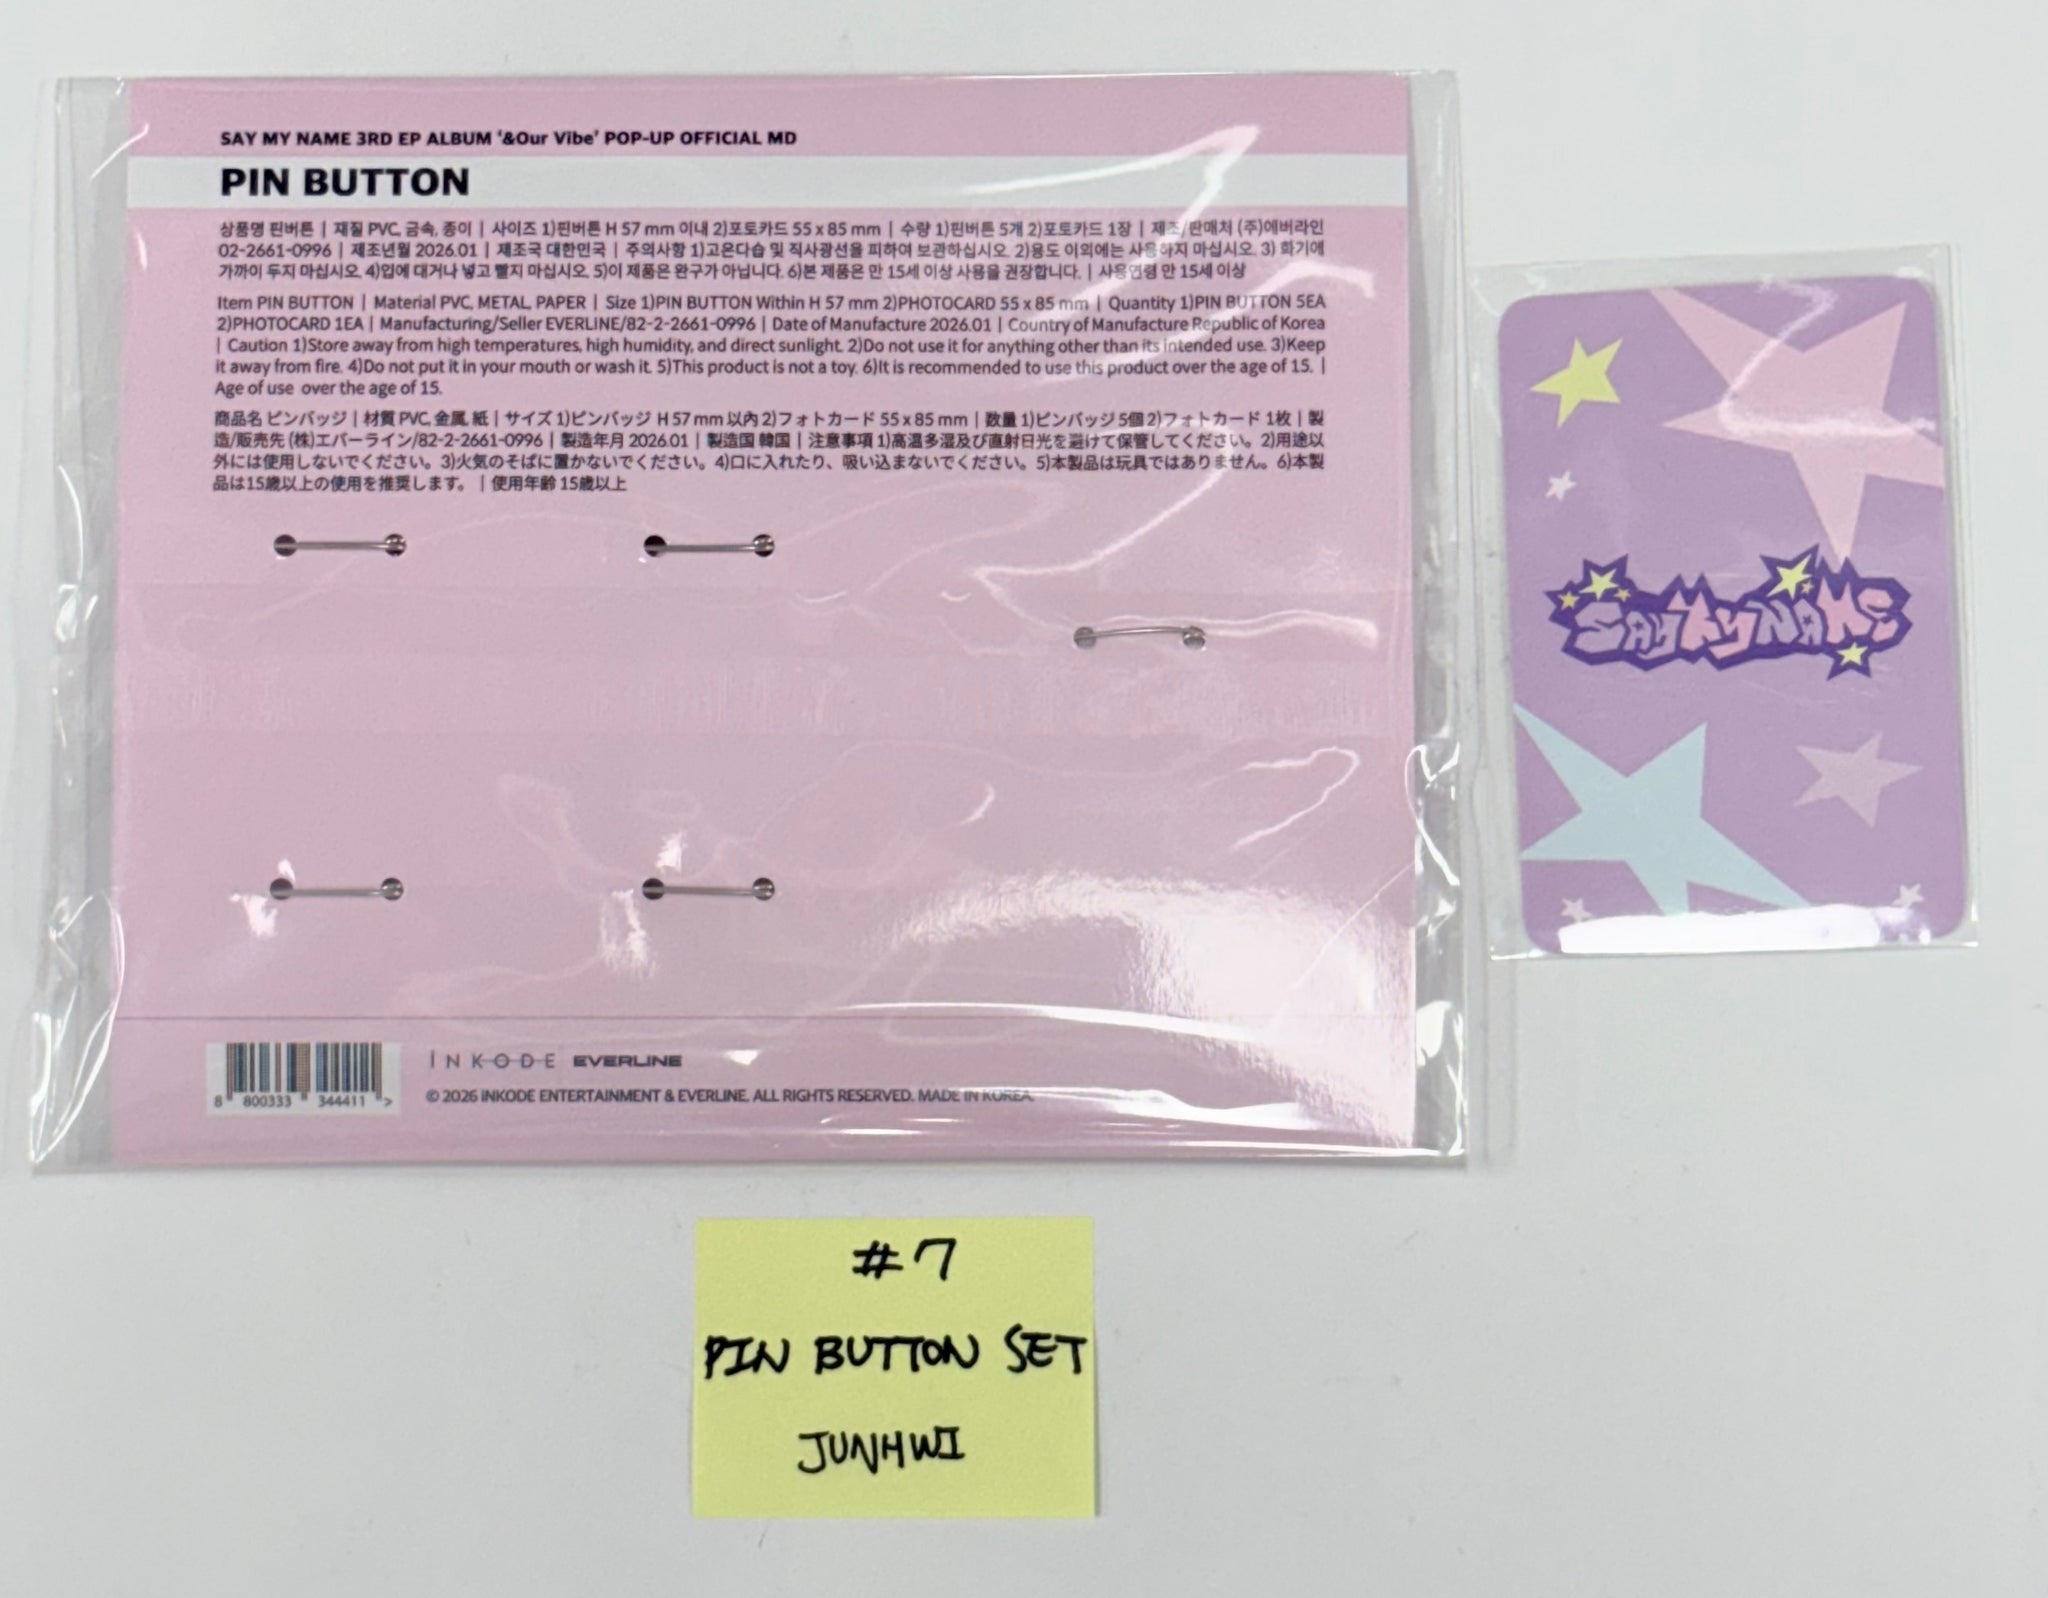 SAY MY NAME 3RD EP ALBUM '&Our Vibe' POP-UP OFFICIAL MD
PIN BUTTON
상품명 핀버튼 | 재질 PVC, 금속, 종이 | 사이즈 1)핀버튼 H 57 mm 이내 2)포토카드 55 x 85 mm | 수량 1)핀버튼 5개 2)포토카드 1장 | 제조/판매처 (주)에버라인
02-2661-0996 | 제조년월 2026.01 | 제조국 대한민국 | 주의사항 1)고온다습 및 직사광선을 피하여 보관하십시오. 2)용도 이외에는 사용하지 마십시오. 3) 화기에
가까이 두지 마십시오. 4)입에 대거나 넣고 빨지 마십시오. 5)이 제품은 완구가 아닙니다. 6)본 제품은 만 15세 이상 사용을 권장합니다. | 사용연령 만 15세 이상
Item PIN BUTTON | Material PVC, METAL, PAPER | Size 1)PIN BUTTON Within H 57 mm 2)PHOTOCARD 55 x 85 mm | Quantity 1)PIN BUTTON 5EA
2)PHOTOCARD 1EA | Manufacturing/Seller EVERLINE/82-2-2661-0996 | Date of Manufacture 2026.01 | Country of Manufacture Republic of Korea
| Caution 1)Store away from high temperatures, high humidity, and direct sunlight. 2)Do not use it for anything other than its intended use. 3)Keep
it away from fire. 4)Do not put it in your mouth or wash it. 5)This product is not a toy. 6)It is recommended to use this product over the age of 15. |
Age of use over the age of 15.
商品名 ピンバッジ | 材質 PVC, 金属, 紙 | サイズ 1)ピンバッジ H 57 mm 以内 2)フォトカード 55 x 85 mm | 数量 1)ピンバッジ 5個 2)フォトカード 1枚 | 製
造/販売先 (株)エバーライン/82-2-2661-0996 | 製造年月 2026.01 | 製造国 韓国 | 注意事項 1)高温多湿及び直射日光を避けて保管してください。2)用途以
外には使用しないでください。3)火気のそばに置かないでください。4)口に入れたり、吸い込まないでください。5)本製品は玩具ではありません。6)本製
品は15歳以上の使用を推奨します。 | 使用年齢 15歳以上
SAY MY NAME
INKODE EVERLINE
8 800333 344411 >
© 2026 iNKODE ENTERTAINMENT & EVERLINE. ALL RIGHTS RESERVED. MADE IN KOREA.
#7
PIN BUTTON SET
JUNHWI